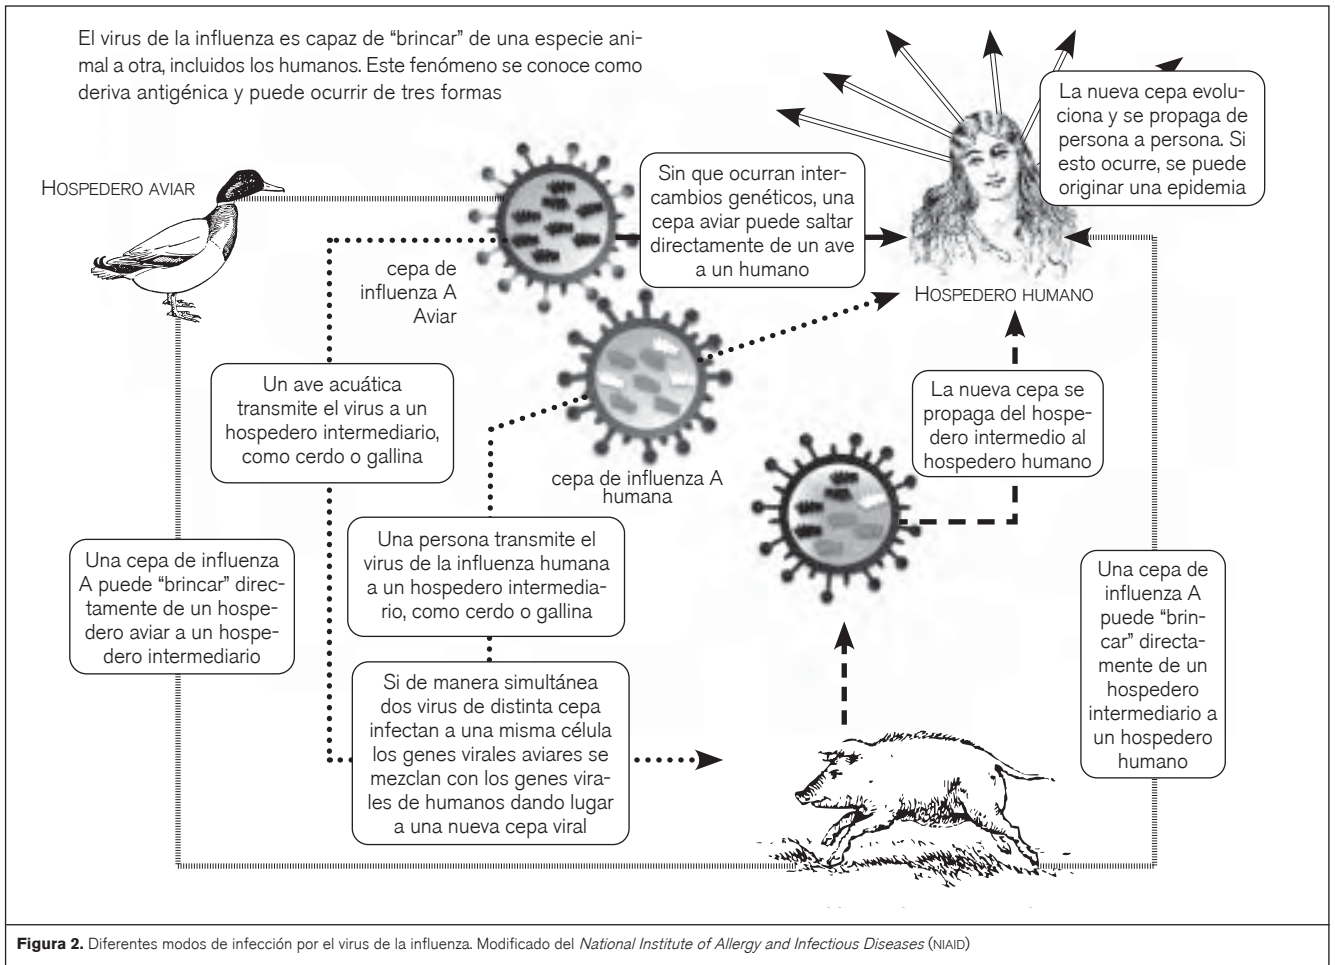 El virus de la influenza es capaz de “brincar” de una especie ani-
mal a otra, incluidos los humanos. Este fenómeno se conoce como
deriva antigénica y puede ocurrir de tres formas
La nueva cepa evolu-
ciona y se propaga de
persona a persona. Si
esto ocurre, se puede
originar una epidemia
HOSPEDERO AVIAR
Sin que ocurran inter-
cambios genéticos, una
cepa aviar puede saltar
directamente de un ave
a un humano
cepa de
influenza A
Aviar
HOSPEDERO HUMANO
Un ave acuática
transmite el virus a un
hospedero intermediario,
como cerdo o gallina
La nueva cepa se
propaga del hospe-
dero intermedio al
hospedero humano
cepa de influenza A
humana
Una persona transmite el
virus de la influenza humana
a un hospedero intermedia-
rio, como cerdo o gallina
Una cepa de influenza
A puede “brincar” direc-
tamente de un hospe-
dero aviar a un hospe-
dero intermediario
Una cepa de
influenza A
puede “brin-
car” directa-
mente de un
hospedero
intermediario a
un hospedero
humano
Si de manera simultánea
dos virus de distinta cepa
infectan a una misma célula
los genes virales aviares se
mezclan con los genes vira-
les de humanos dando lugar
a una nueva cepa viral
Figura 2. Diferentes modos de infección por el virus de la influenza. Modificado del National Institute of Allergy and Infectious Diseases (NIAID)